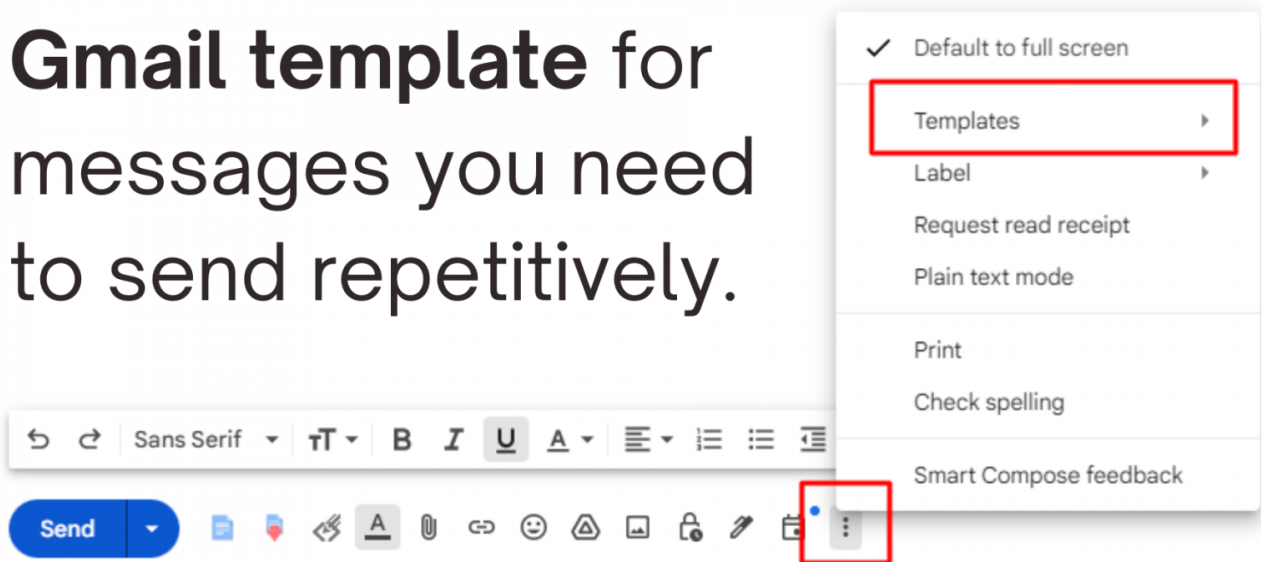 Gmail template for
messages you need
to send repetitively.
Default to full screen
Templates
Label
Request read receipt
Plain text mode
Print
Check spelling
Smart Compose feedback
Sans Serif
B I U A
Send
A